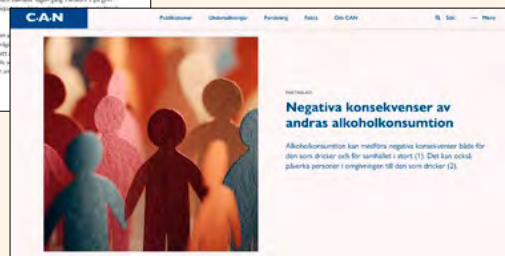 C·A·N
Publikationer Undersökningar Forskning Fakta Om CAN Sök Meny
FAKTABLAD
Negativa konsekvenser av
andras alkoholkonsumtion
Alkoholkonsumtion kan medföra negativa konsekvenser både för
den som dricker och för samhället i stort (1). Det kan också
påverka personer i omgivningen till den som dricker (2).